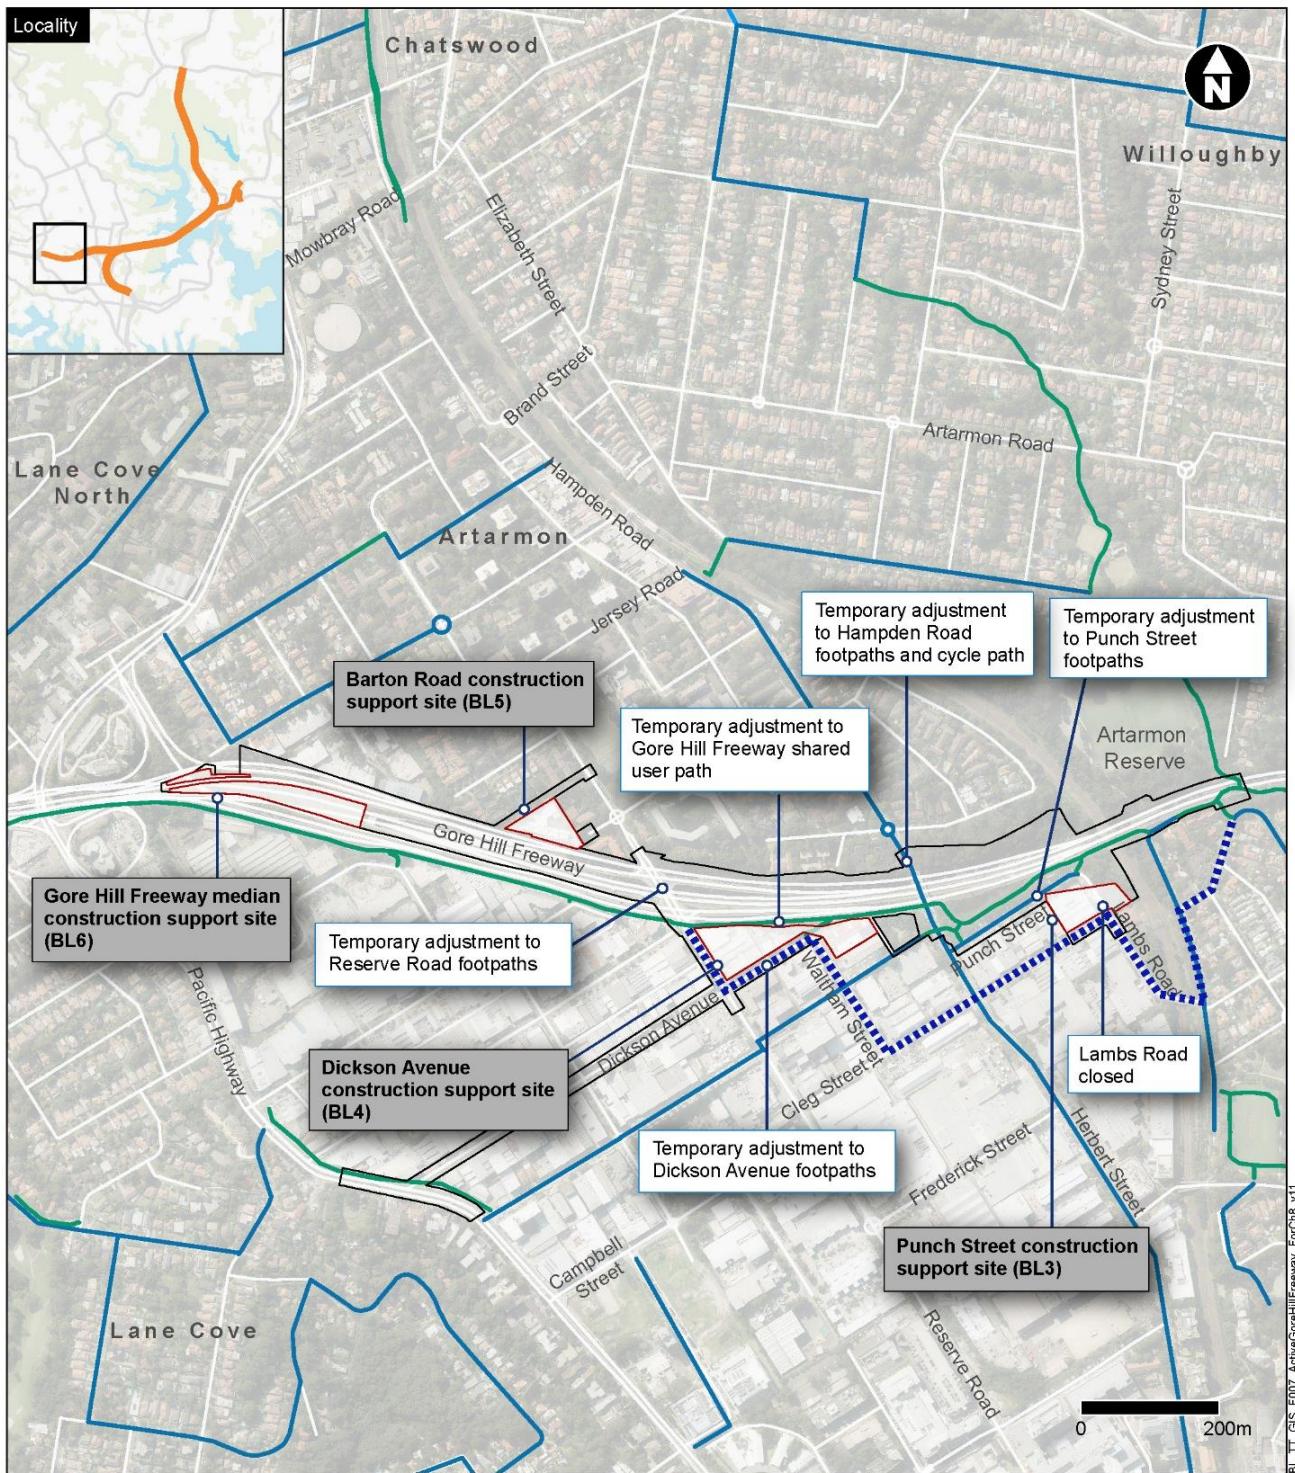 Locality
N
Chatswood
Willoughby
Mowbray Road
Elizabeth Street
Sydney Street
Brand Street
Artarmon Road
Lane Cove
North
Hampden Road
Artarmon
Jersey Road
Temporary adjustment
to Hampden Road
footpaths and cycle path
Temporary adjustment
to Punch Street
footpaths
Barton Road construction
support site (BL5)
Temporary adjustment to
Gore Hill Freeway shared
user path
Artarmon
Reserve
Gore Hill Freeway
Gore Hill Freeway median
construction support site
(BL6)
Temporary adjustment to
Reserve Road footpaths
Punch Street
Lambs Road
Pacific Highway
Waltham Street
Dickson Avenue
Lambs Road
closed
Dickson Avenue
construction support site
(BL4)
Cleg Street
Temporary adjustment to
Dickson Avenue footpaths
Frederick Street
Herbert Street
Punch Street construction
support site (BL3)
Campbell
Street
Lane Cove
Reserve Road
0 200m
BL_TT_GIS_F007_ActiveGoreHillFreeway_ForCh8_v11